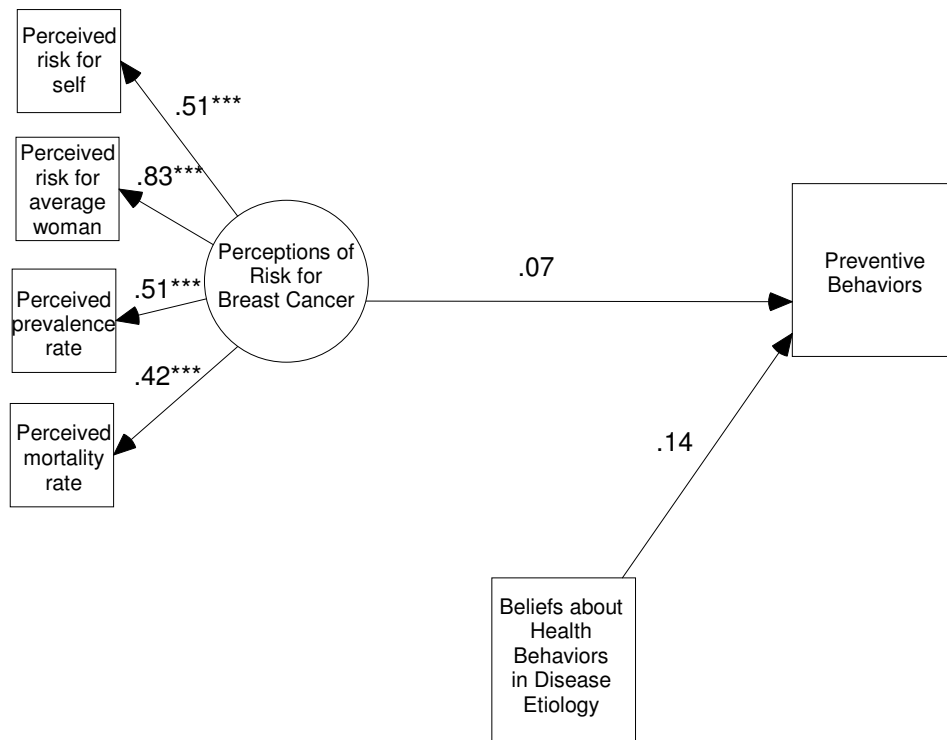 Perceived
risk for
self
.51***
Perceived
risk for
average
woman
.83***
Perceptions of
Risk for
Breast Cancer
.07
Preventive
Behaviors
Perceived
prevalence
rate
.51***
.42***
Perceived
mortality
rate
.14
Beliefs about
Health
Behaviors
in Disease
Etiology